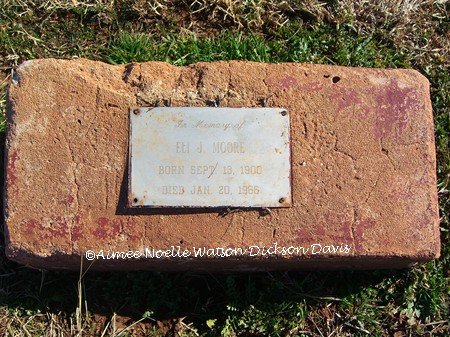 In Memory of
ELI J. MOORE
BORN SEPT. 13, 1900
DIED JAN. 20, 1986
©Aimee Noelle Watson Dickson Davis